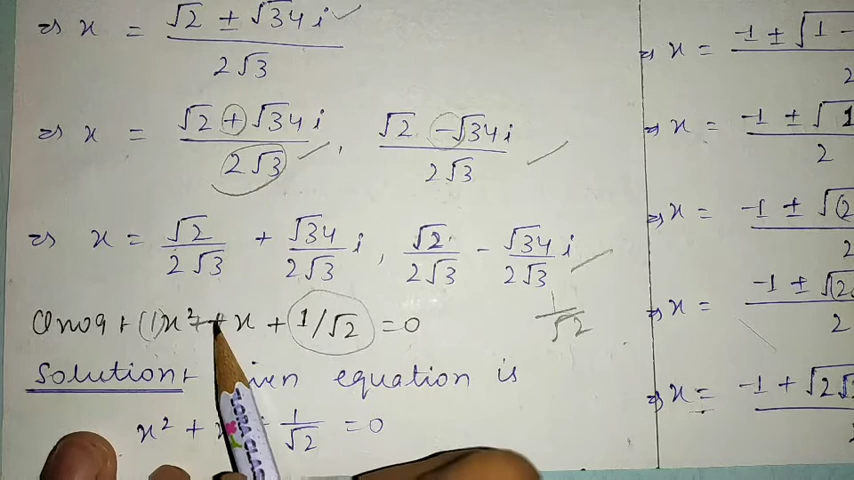 ⇒ x = √2 ± √34 i / 2√3
⇒ x = √2 + √34 i / 2√3 , √2 - √34 i / 2√3
⇒ x = √2 / 2√3 + √34 / 2√3 i , √2 / 2√3 - √34 / 2√3 i
Qno9 + (1)x² + x + 1/√2 = 0
1/√2
Solution+ given equation is
x² + 1/√2 = 0
⇒ x = -1 ± √1 -
2
⇒ x = -1 ± √1
2
⇒ x = -1 ± √(2
2
⇒ x = -1 ± √(2
2
⇒ x = -1 + √2√